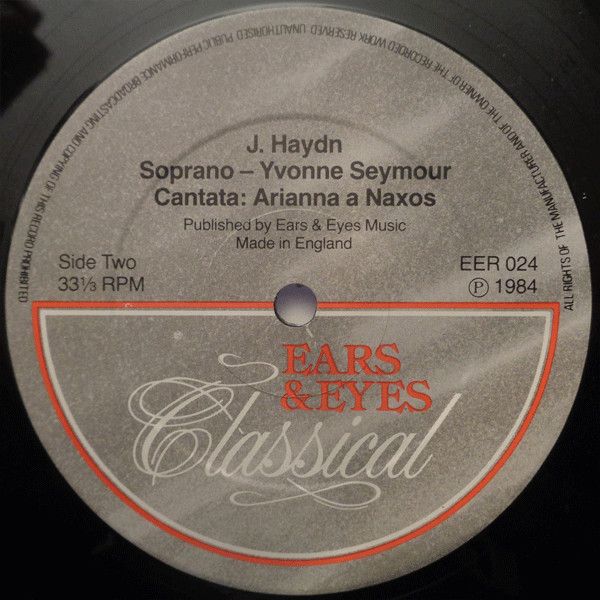 ALL RIGHTS OF THE MANUFACTURER AND OF THE OWNER OF THE RECORDED WORK RESERVED UNAUTHORISED PUBLIC PERFORMANCE BROADCASTING AND COPYING OF THIS RECORD PROHIBITED
J. Haydn
Soprano – Yvonne Seymour
Cantata: Arianna a Naxos
Published by Ears & Eyes Music
Made in England
Side Two
33⅓ RPM
EER 024
℗ 1984
EARS
& EYES
Classical